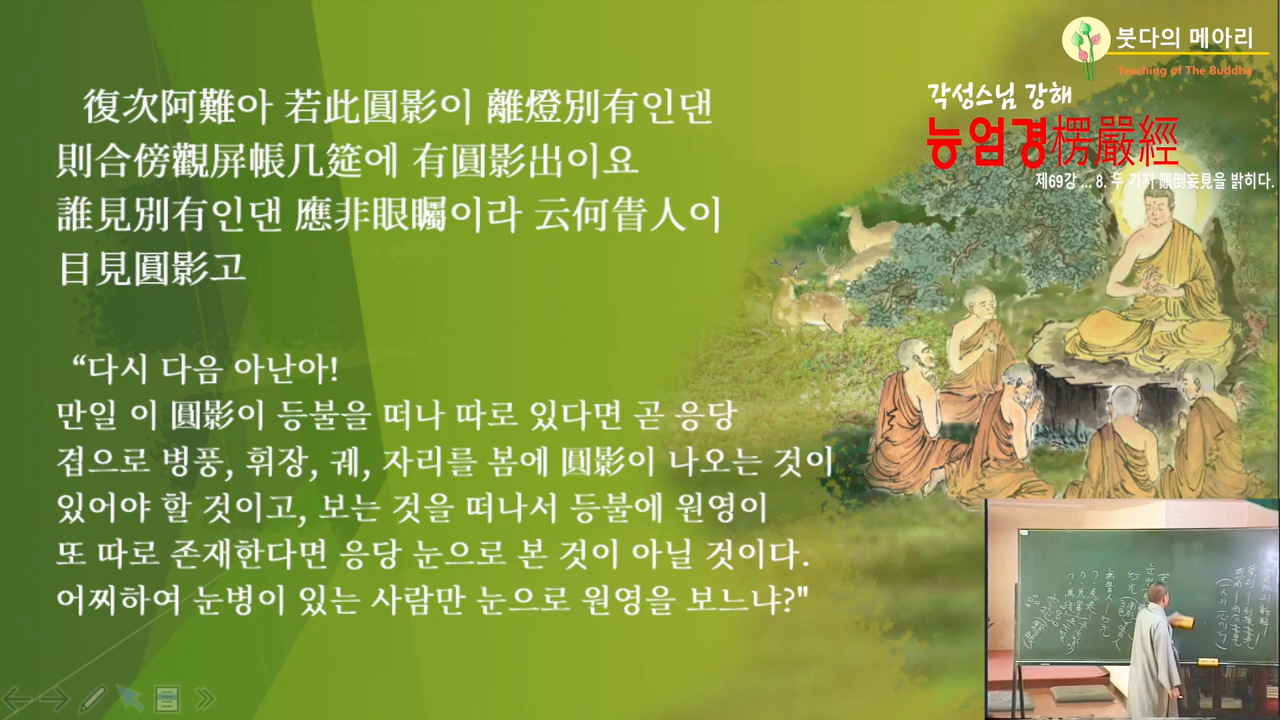 붓다의 메아리
Teaching of The Buddha
각성스님 강해
능엄경楞嚴經
제69강 ... 8. 두 가지 顚倒妄見을 밝히다.
復次阿難아 若此圓影이 離燈別有인댄
則合傍觀屏帳几筵에 有圓影出이요
誰見別有인댄 應非眼矚이라 云何眚人이
目見圓影고
“다시 다음 아난아!
만일 이 圓影이 등불을 떠나 따로 있다면 곧 응당
겹으로 병풍, 휘장, 궤, 자리를 봄에 圓影이 나오는 것이
있어야 할 것이고, 보는 것을 떠나서 등불에 원영이
또 따로 존재한다면 응당 눈으로 본 것이 아닐 것이다.
어찌하여 눈병이 있는 사람만 눈으로 원영을 보느냐?"